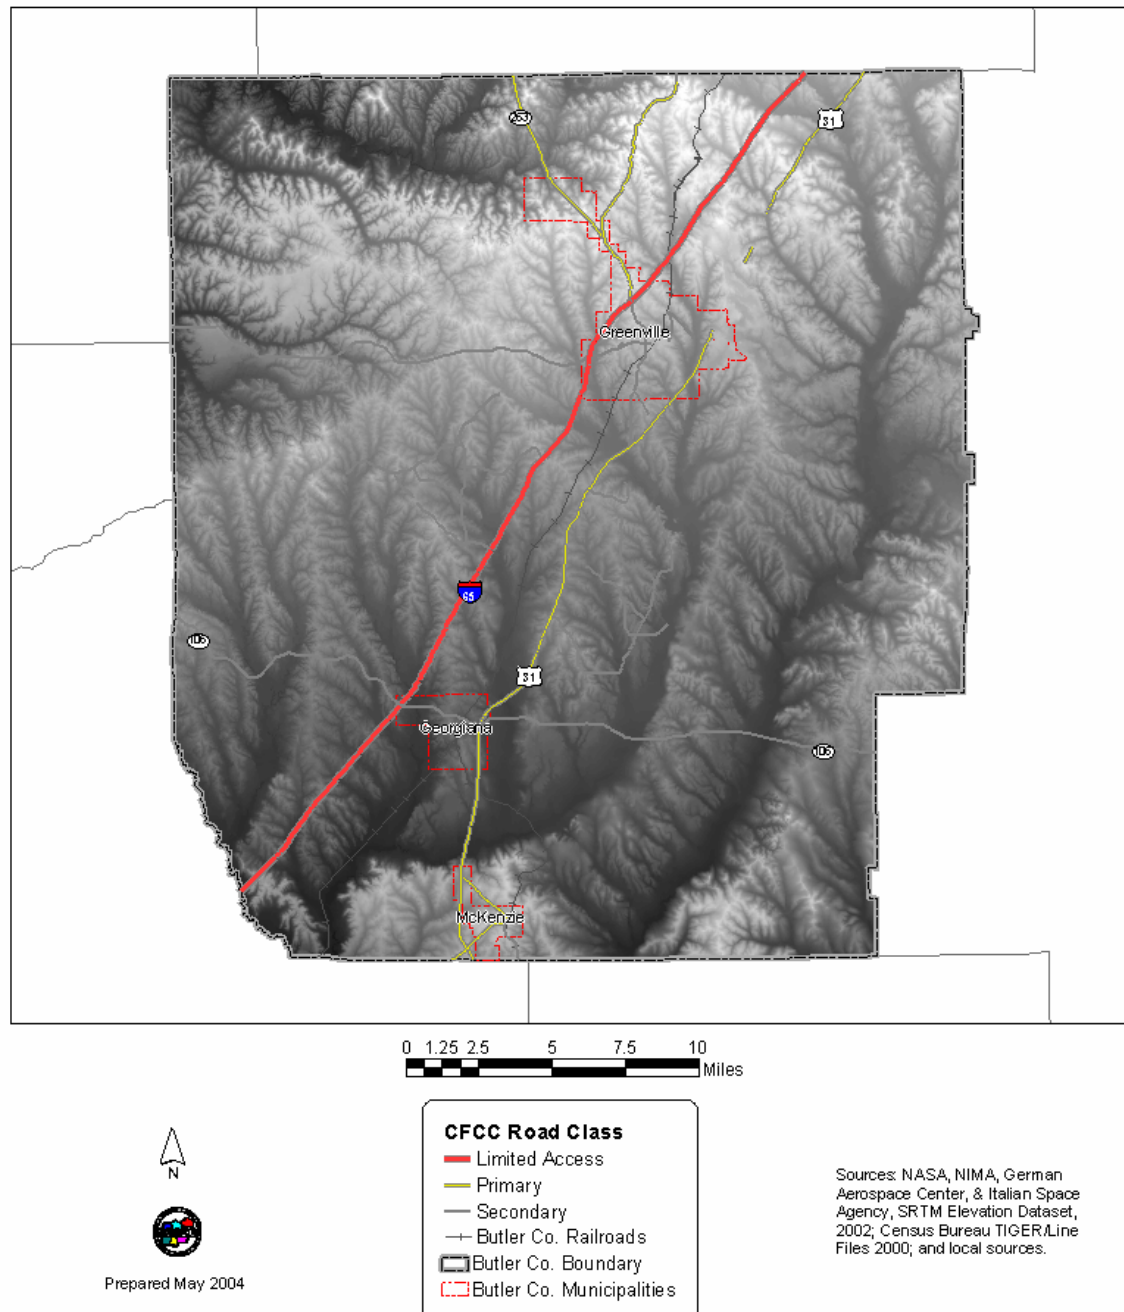 263
31
Greenville
65
106
31
Georgiana
106
McKenzie
0 1.25 2.5 5 7.5 10
Miles
CFCC Road Class
Limited Access
Primary
Secondary
Butler Co. Railroads
Butler Co. Boundary
Butler Co. Municipalities
N
Prepared May 2004
Sources: NASA, NIMA, German
Aerospace Center, & Italian Space
Agency, SRTM Elevation Dataset,
2002; Census Bureau TIGER/Line
Files 2000; and local sources.